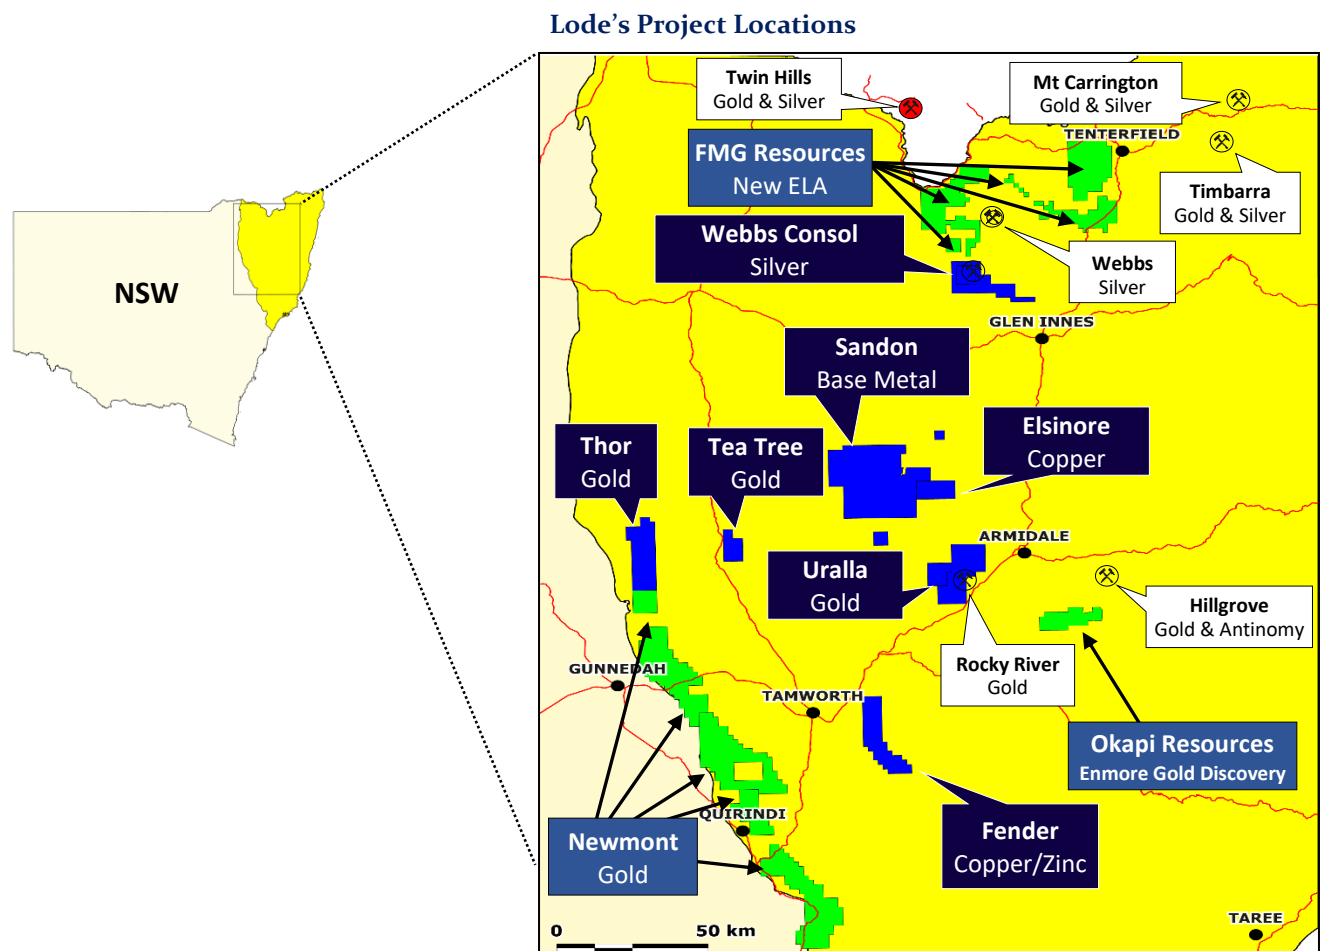 Lode's Project Locations
Twin Hills
Gold & Silver
Mt Carrington
Gold & Silver
TENTERFIELD
FMG Resources
New ELA
Timbarra
Gold & Silver
Webbs Consol
Silver
Webbs
Silver
NSW
GLEN INNES
Sandon
Base Metal
Elsinore
Copper
Thor
Gold
Tea Tree
Gold
ARMIDALE
Uralla
Gold
Hillgrove
Gold & Antinomy
Rocky River
Gold
GUNNEDAH
TAMWORTH
Okapi Resources
Enmore Gold Discovery
QUIRINDI
Newmont
Gold
Fender
Copper/Zinc
0 50 km
TAREE